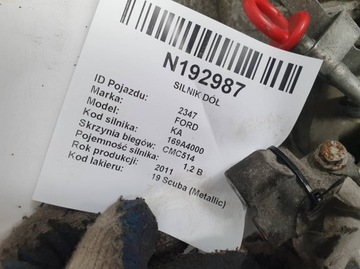 N192987
SILNIK DÓŁ
ID Pojazdu: 2347
Marka: FORD
Model: KA
Kod silnika: 169A4000
Skrzynia biegów: CMC514
Pojemność silnika: 1,2 B
Rok produkcji: 2011
Kod lakieru: 19 Scuba (Metallic)